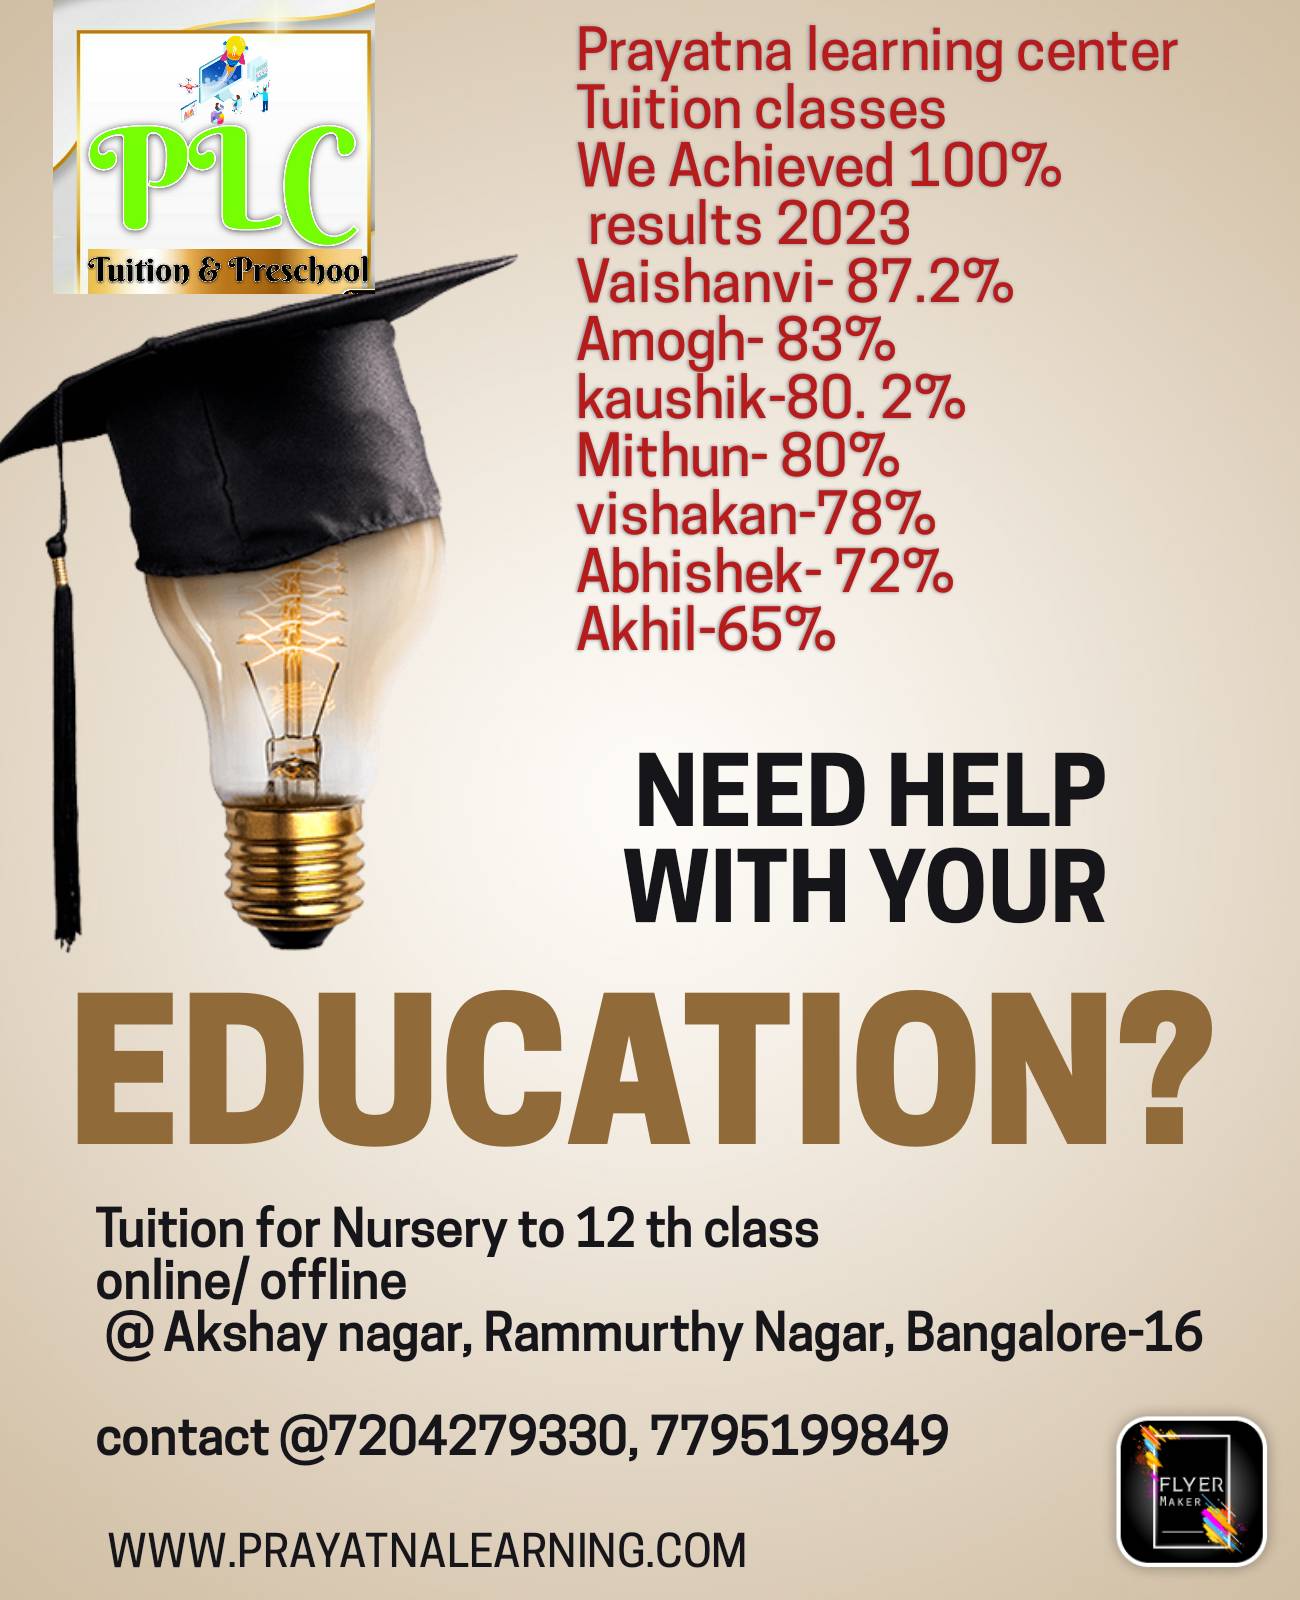 PLC
Tuition & Preschool
Prayatna learning center
Tuition classes
We Achieved 100%
results 2023
Vaishanvi- 87.2%
Amogh- 83%
kaushik-80. 2%
Mithun- 80%
vishakan-78%
Abhishek- 72%
Akhil-65%
NEED HELP
WITH YOUR
EDUCATION?
Tuition for Nursery to 12 th class
online/ offline
@ Akshay nagar, Rammurthy Nagar, Bangalore-16
contact @7204279330, 7795199849
WWW.PRAYATNALEARNING.COM
FLYER
MAKER